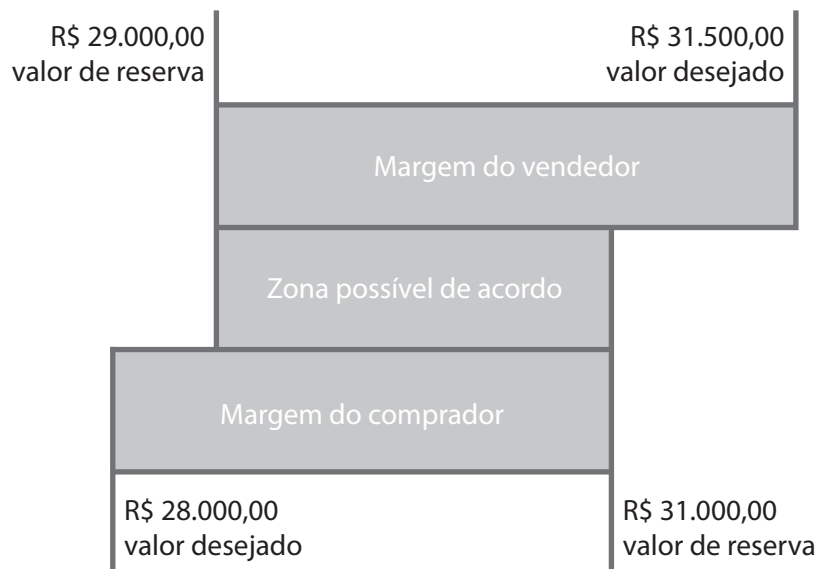 R$ 29.000,00
valor de reserva
R$ 31.500,00
valor desejado
Margem do vendedor
Zona possível de acordo
Margem do comprador
R$ 28.000,00
valor desejado
R$ 31.000,00
valor de reserva